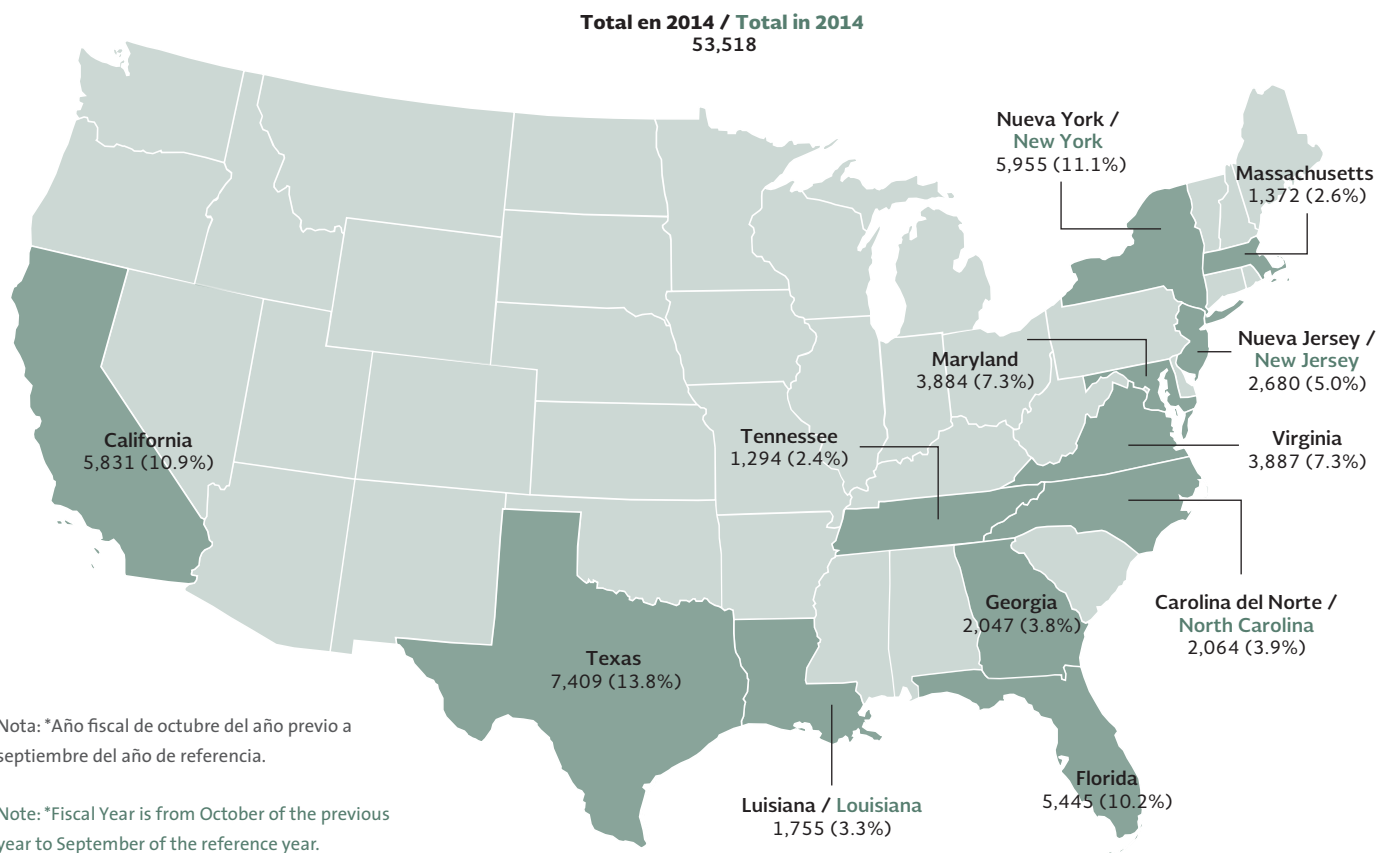 Total en 2014 / Total in 2014
53,518
Nueva York /
New York
5,955 (11.1%)
Massachusetts
1,372 (2.6%)
Nueva Jersey /
New Jersey
2,680 (5.0%)
Maryland
3,884 (7.3%)
Tennessee
1,294 (2.4%)
Virginia
3,887 (7.3%)
California
5,831 (10.9%)
Georgia
2,047 (3.8%)
Carolina del Norte /
North Carolina
2,064 (3.9%)
Texas
7,409 (13.8%)
Florida
5,445 (10.2%)
Luisiana / Louisiana
1,755 (3.3%)
Nota: *Año fiscal de octubre del año previo a
septiembre del año de referencia.
Note: *Fiscal Year is from October of the previous
year to September of the reference year.